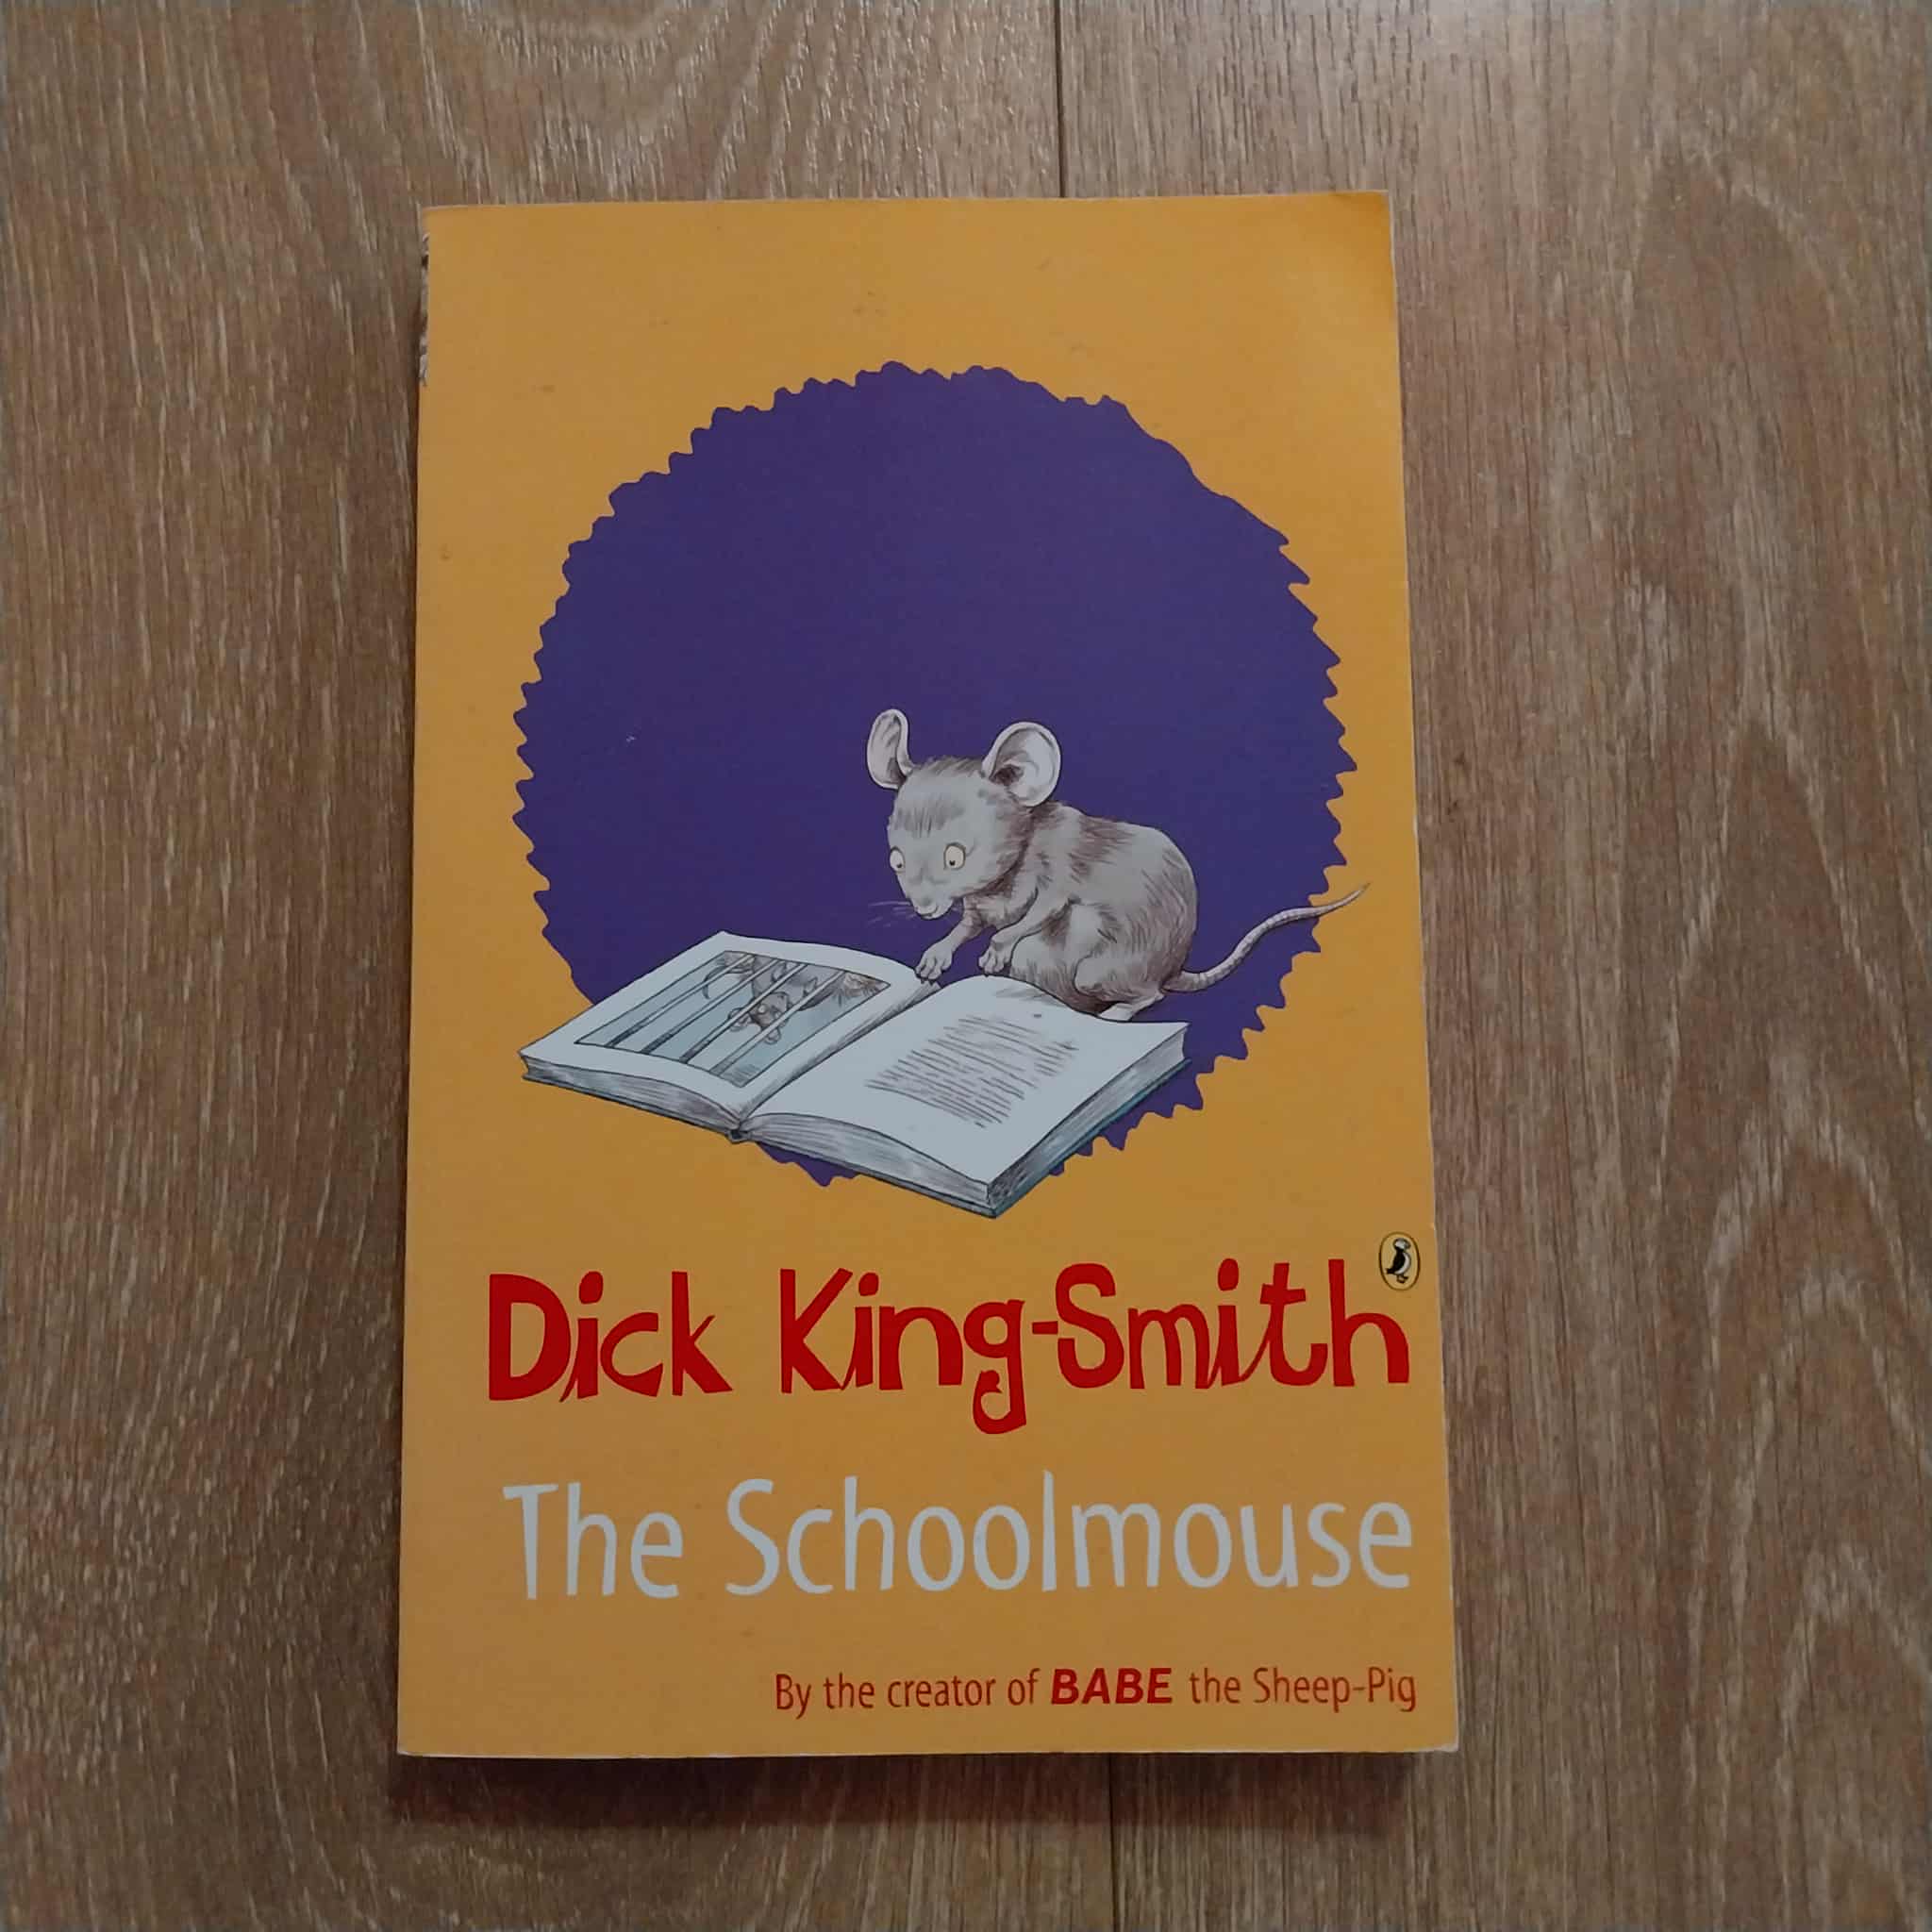 Dick King-Smith
The Schoolmouse
By the creator of BABE the Sheep-Pig